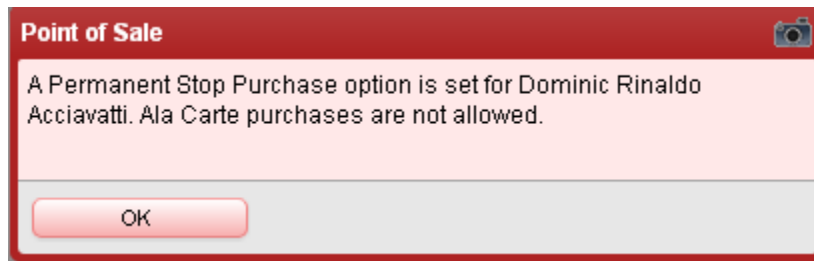 Point of Sale
A Permanent Stop Purchase option is set for Dominic Rinaldo
Acciavatti. Ala Carte purchases are not allowed.
OK